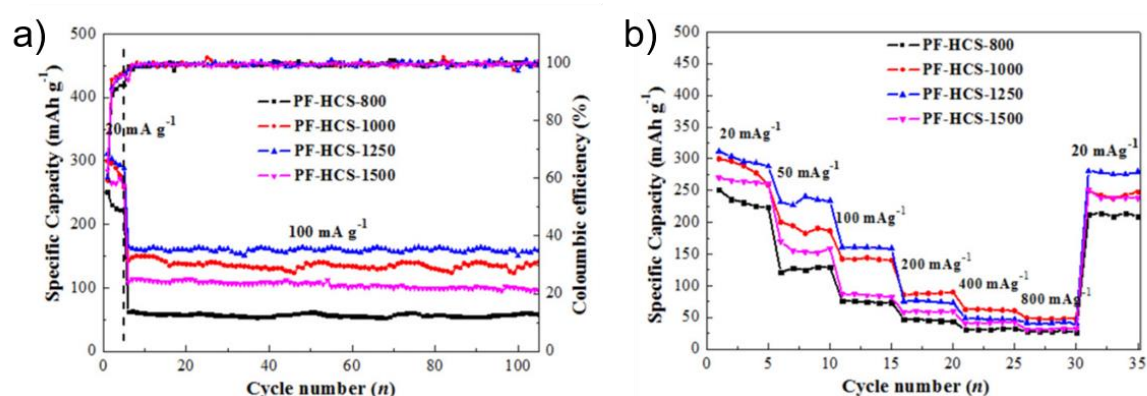 a)
500
450
400
350
300
250
200
150
100
50
0
Specific Capacity (mAh g⁻¹)
20 mA g⁻¹
PF-HCS-800
PF-HCS-1000
PF-HCS-1250
PF-HCS-1500
100 mA g⁻¹
100
80
60
40
20
0
Coloumbic efficiency (%)
0 20 40 60 80 100
Cycle number (n)
b)
500
450
400
350
300
250
200
150
100
50
0
Specific Capacity (mAh g⁻¹)
PF-HCS-800
PF-HCS-1000
PF-HCS-1250
PF-HCS-1500
20 mAg⁻¹
50 mAg⁻¹
100 mAg⁻¹
200 mAg⁻¹
400 mAg⁻¹
800 mAg⁻¹
20 mAg⁻¹
0 5 10 15 20 25 30 35
Cycle number (n)